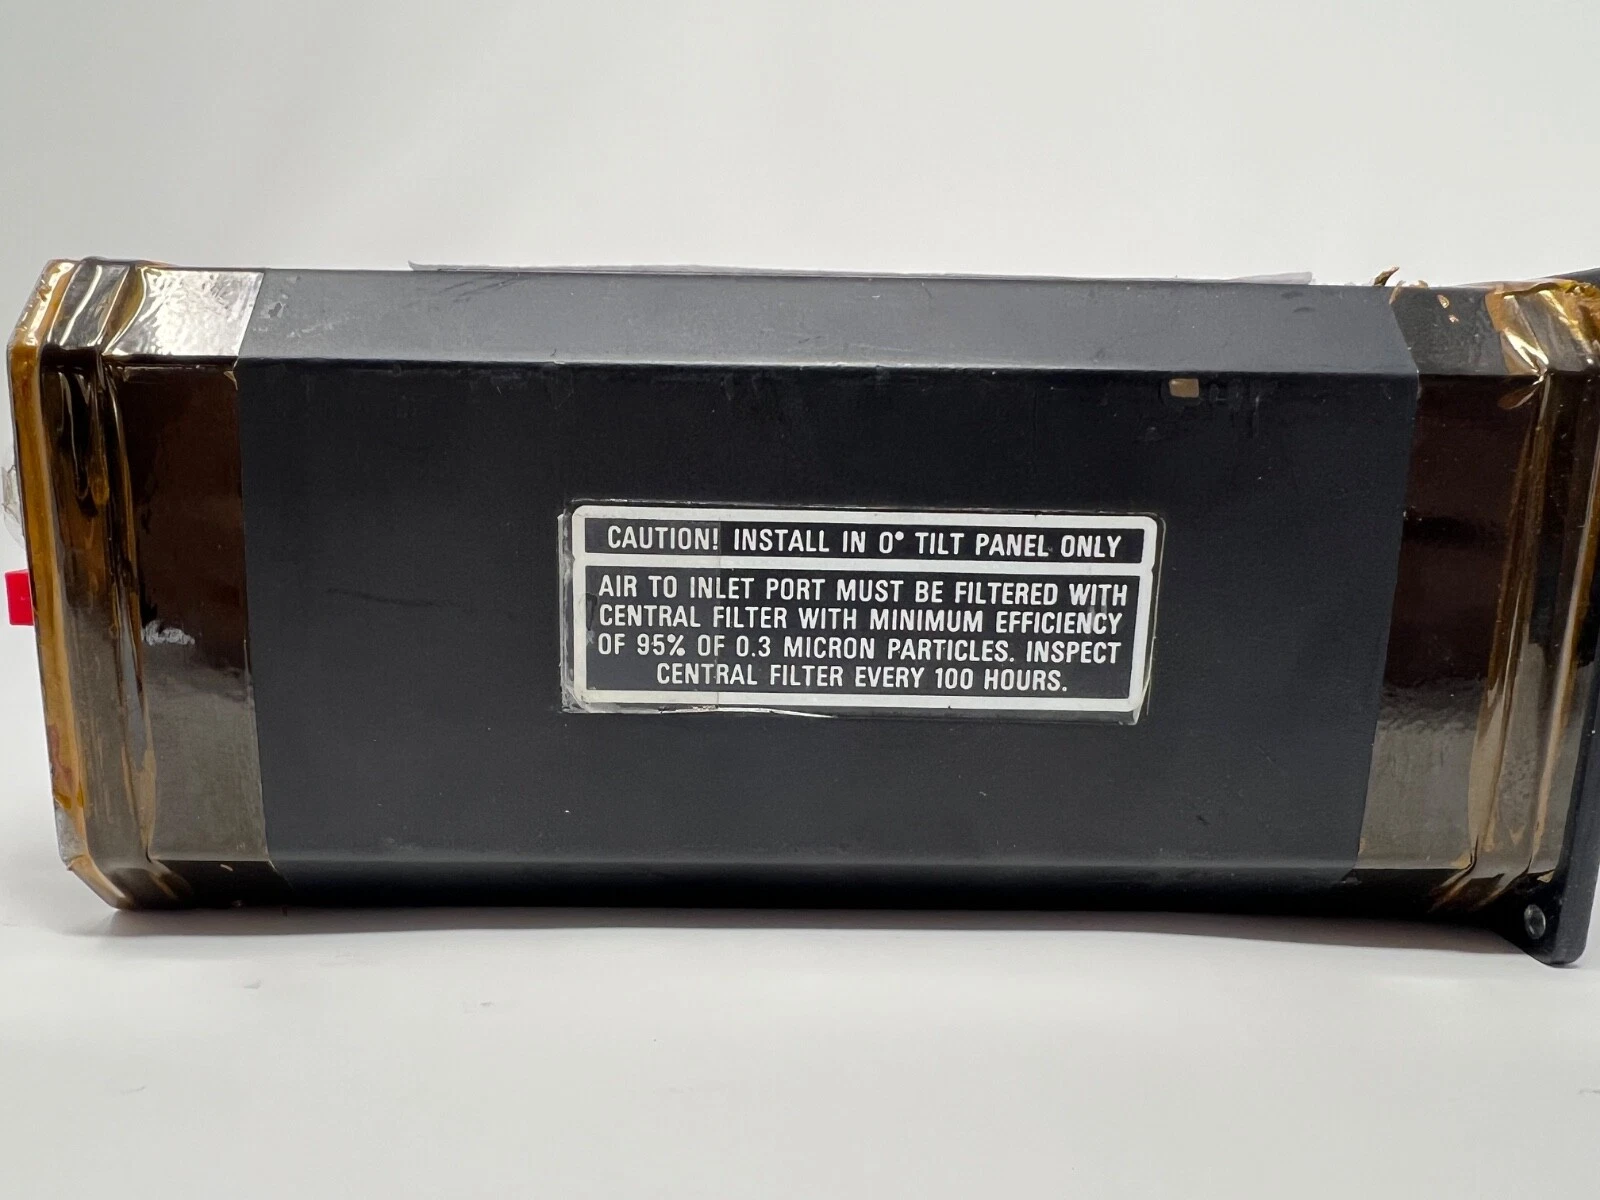 CAUTION! INSTALL IN 0° TILT PANEL ONLY
AIR TO INLET PORT MUST BE FILTERED WITH
CENTRAL FILTER WITH MINIMUM EFFICIENCY
OF 95% OF 0.3 MICRON PARTICLES. INSPECT
CENTRAL FILTER EVERY 100 HOURS.